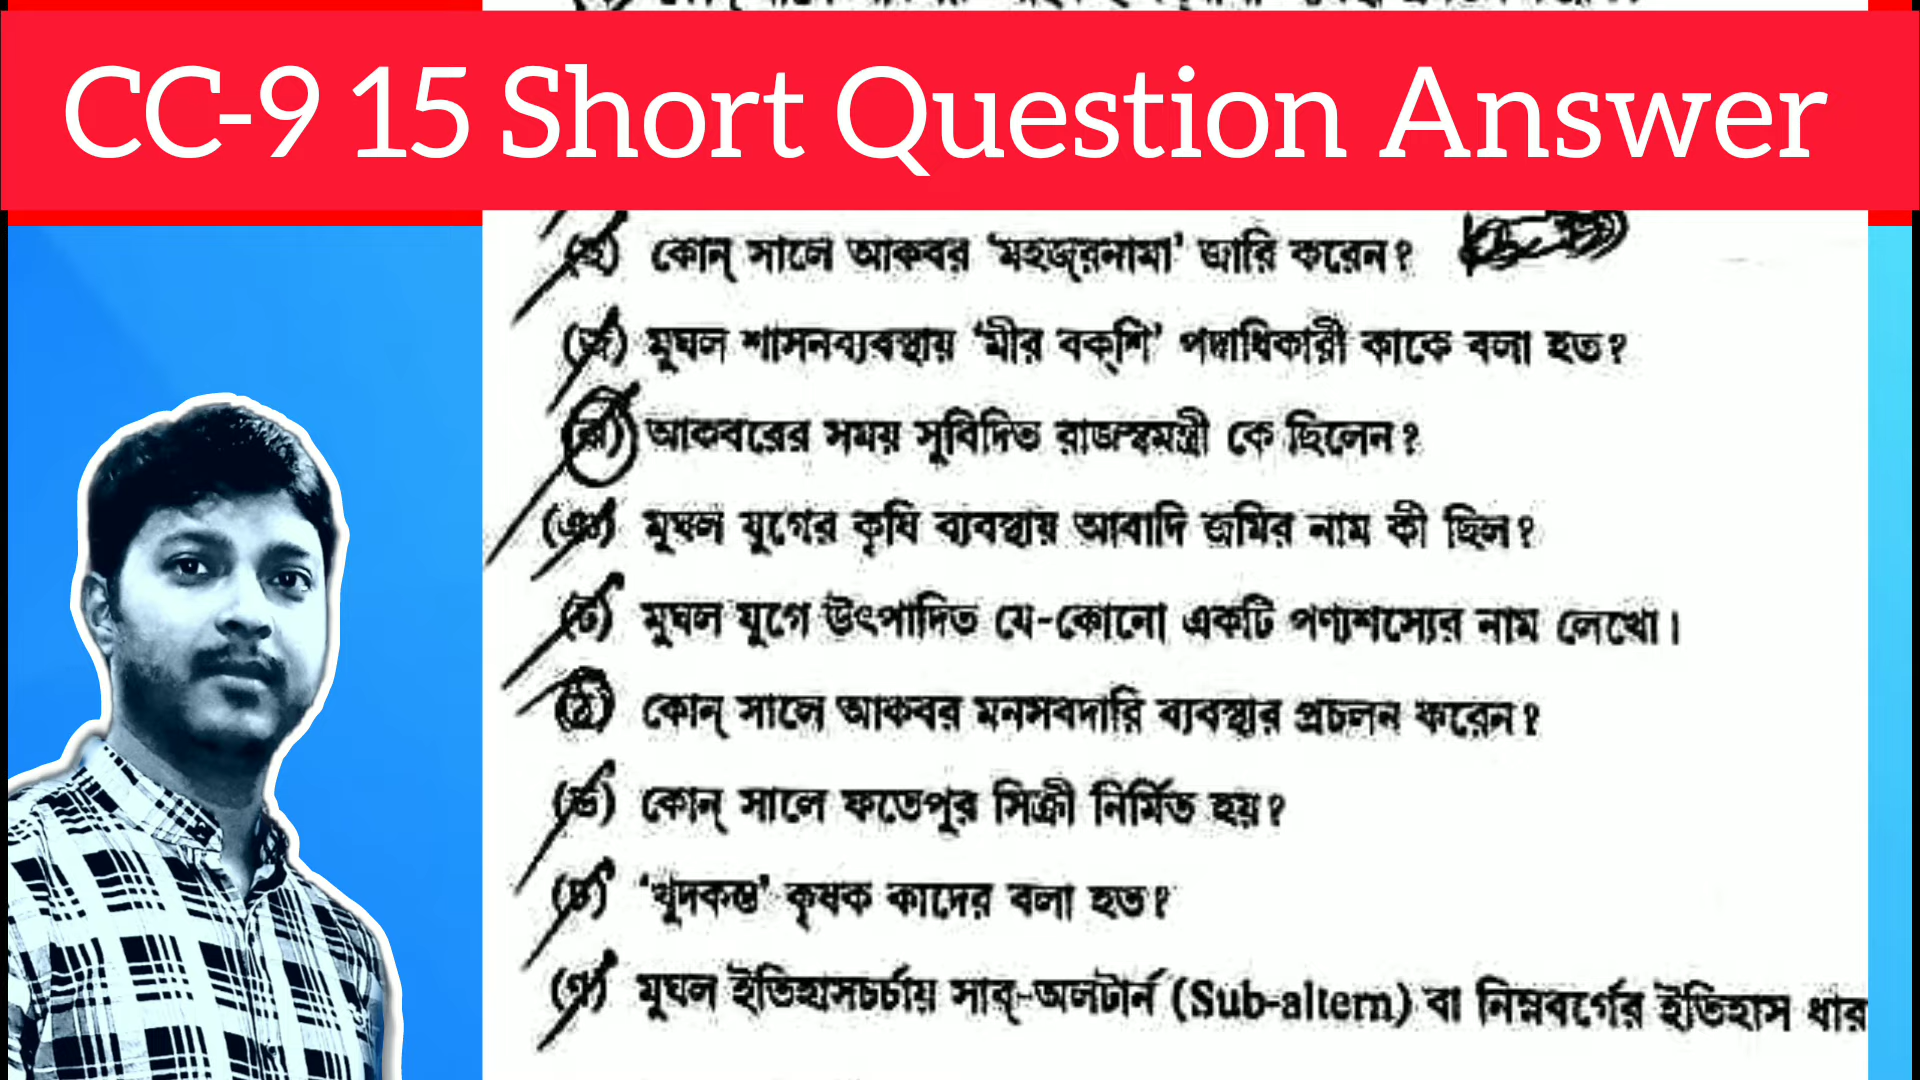 CC-9 15 Short Question Answer
(ছ) কোন্ সালে আকবর ‘মহজরনামা’ জারি করেন?
(জ) মুঘল শাসনব্যবস্থায় ‘মীর বক্‌শি’ পদাধিকারী কাকে বলা হত?
(ঝ) আকবরের সময় সুবিদিত রাজস্বমন্ত্রী কে ছিলেন?
(ঞ) মুঘল যুগের কৃষি ব্যবস্থায় আবাদি জমির নাম কী ছিল?
(ট) মুঘল যুগে উৎপাদিত যে-কোনো একটি পণ্যশস্যের নাম লেখো।
(ঠ) কোন্ সালে আকবর মনসবদারি ব্যবস্থার প্রচলন করেন?
(ড) কোন্ সালে ফতেপুর সিক্রী নির্মিত হয়?
(ঢ) ‘খুদকস্ত’ কৃষক কাদের বলা হত?
(ণ) মুঘল ইতিহাসচর্চায় সাব্-অলটার্ন (Sub-altern) বা নিম্নবর্গের ইতিহাস ধার